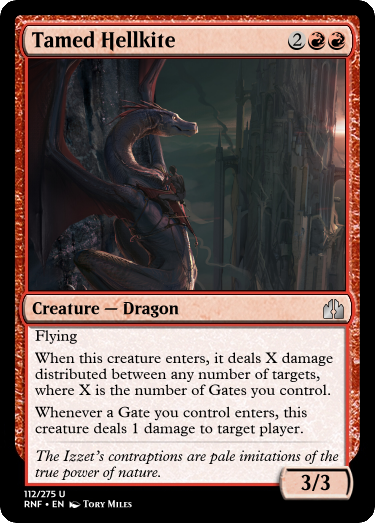 Tamed Hellkite 2
Creature — Dragon
Flying
When this creature enters, it deals X damage
distributed between any number of targets,
where X is the number of Gates you control.
Whenever a Gate you control enters, this
creature deals 1 damage to target player.
The Izzet's contraptions are pale imitations of the
true power of nature.
3/3
112/275 U
RNF • EN Tory Miles